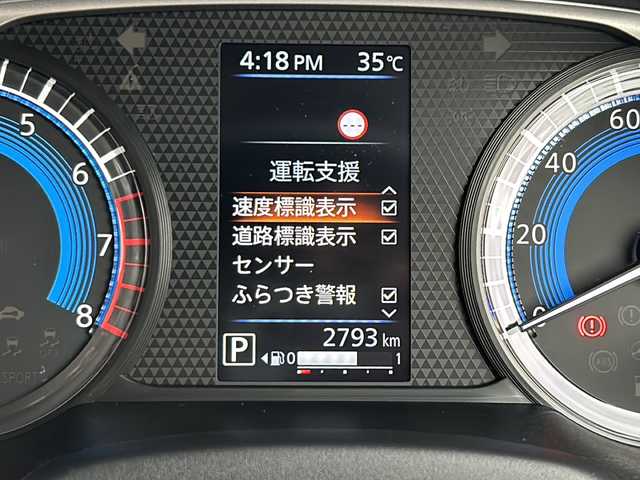 4:18 PM 35℃
運転支援
速度標識表示
道路標識表示
センサー
ふらつき警報
2793 km
P 0 1
5
6
7
8
SPORT
60
40
20
0